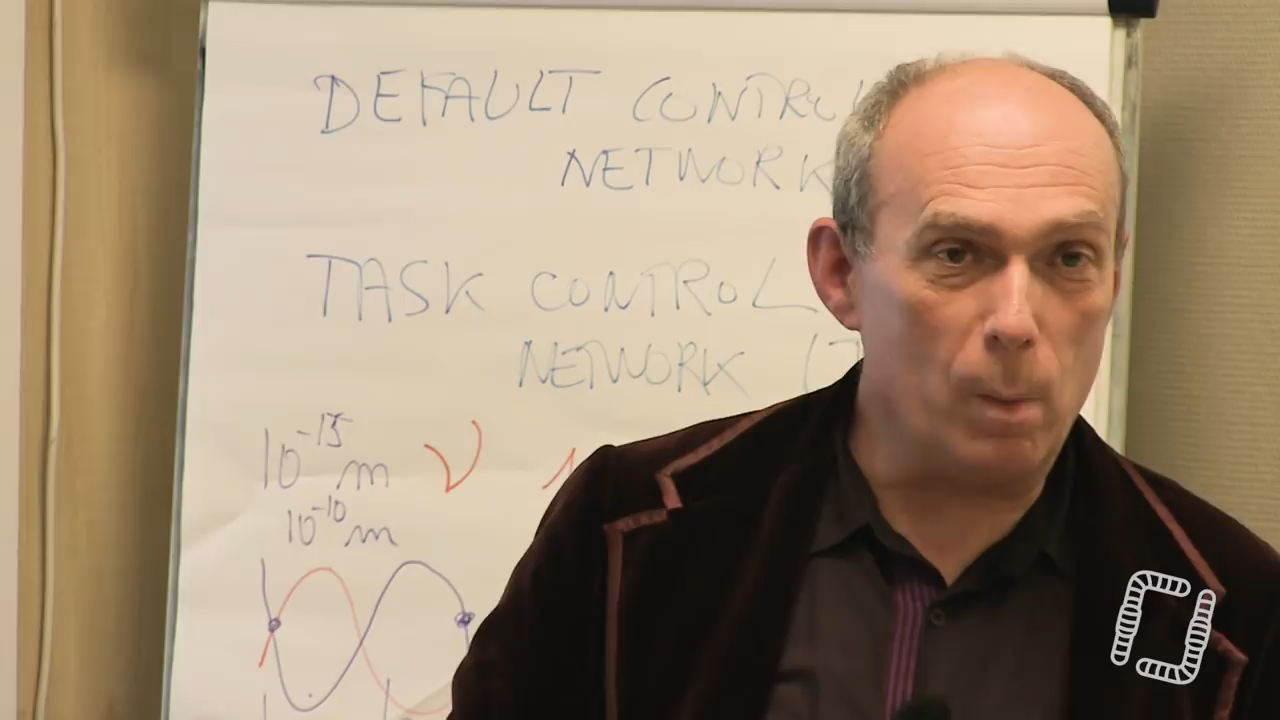 DEFAULT CONTROL
NETWORK
TASK CONTROL
NETWORK (T
10⁻¹⁵ m ν
10⁻¹⁰ m